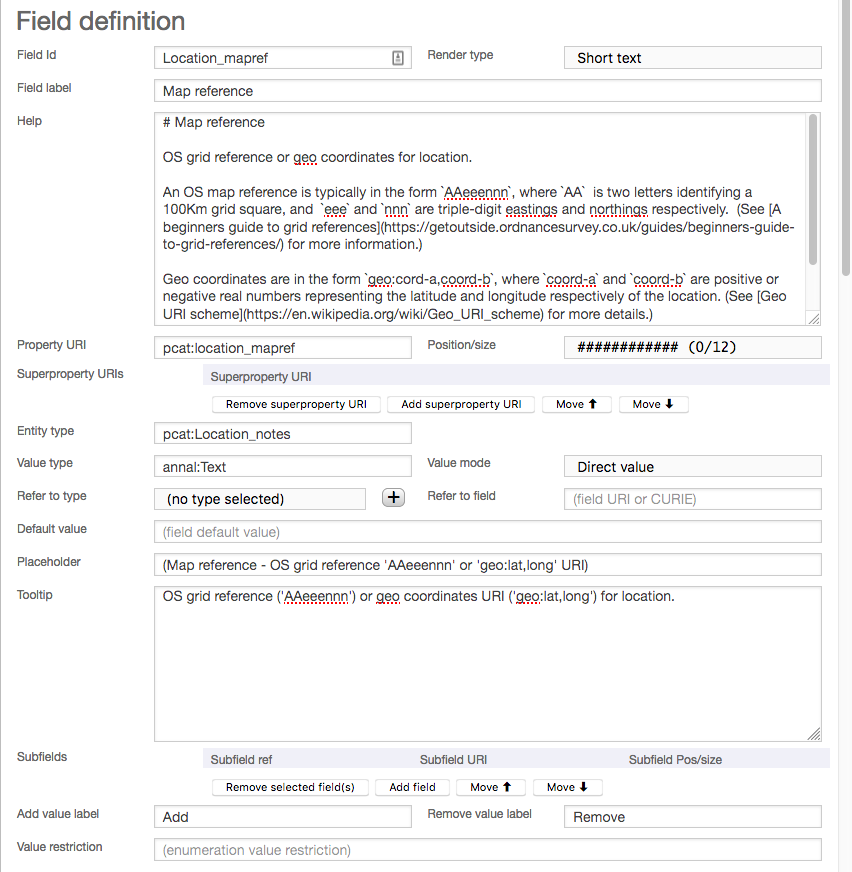 Field definition
Field Id Location_mapref Render type Short text
Field label Map reference
Help # Map reference
OS grid reference or geo coordinates for location.
An OS map reference is typically in the form `AAeeennn`, where `AA`  is two letters identifying a
100Km grid square, and  `eee` and `nnn` are triple-digit eastings and northings respectively.  (See [A
beginners guide to grid references](https://getoutside.ordnancesurvey.co.uk/guides/beginners-guide-
to-grid-references/) for more information.)
Geo coordinates are in the form `geo:cord-a,coord-b`, where `coord-a` and `coord-b` are positive or
negative real numbers representing the latitude and longitude respectively of the location. (See [Geo
URI scheme](https://en.wikipedia.org/wiki/Geo_URI_scheme) for more details.)
Property URI pcat:location_mapref Position/size ############ (0/12)
Superproperty URIs Superproperty URI
Remove superproperty URI Add superproperty URI Move ⬆ Move ⬇
Entity type pcat:Location_notes
Value type annal:Text Value mode Direct value
Refer to type (no type selected) + Refer to field (field URI or CURIE)
Default value (field default value)
Placeholder (Map reference - OS grid reference 'AAeeennn' or 'geo:lat,long' URI)
Tooltip OS grid reference ('AAeeennn') or geo coordinates URI ('geo:lat,long') for location.
Subfields Subfield ref Subfield URI Subfield Pos/size
Remove selected field(s) Add field Move ⬆ Move ⬇
Add value label Add Remove value label Remove
Value restriction (enumeration value restriction)